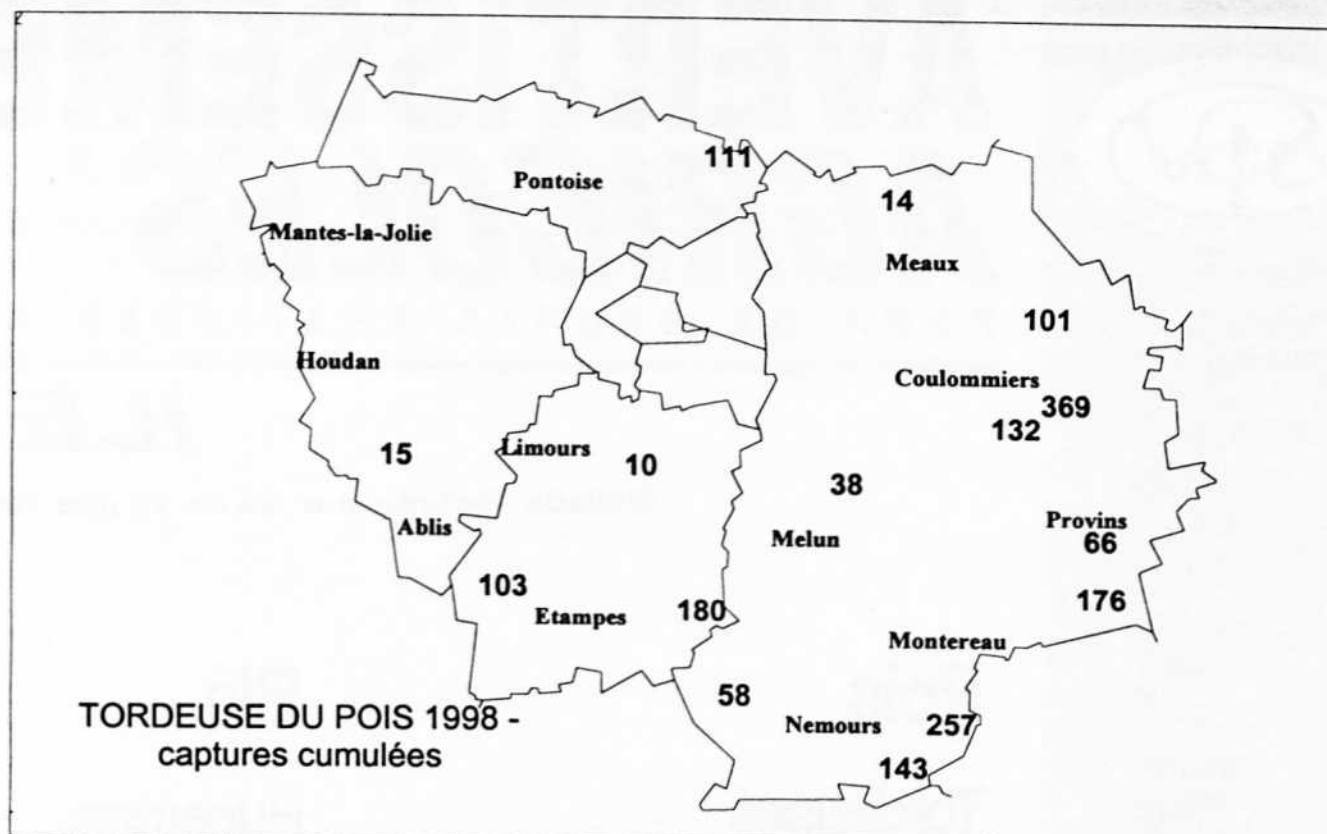 111
Pontoise
14
Mantes-la-Jolie
Meaux
101
Houdan
Coulommiers
369
132
Limours
15
10
38
Ablis
Provins
66
Melun
103
176
Etampes
180
Montereau
58
Nemours
257
TORDEUSE DU POIS 1998 -
captures cumulées
143